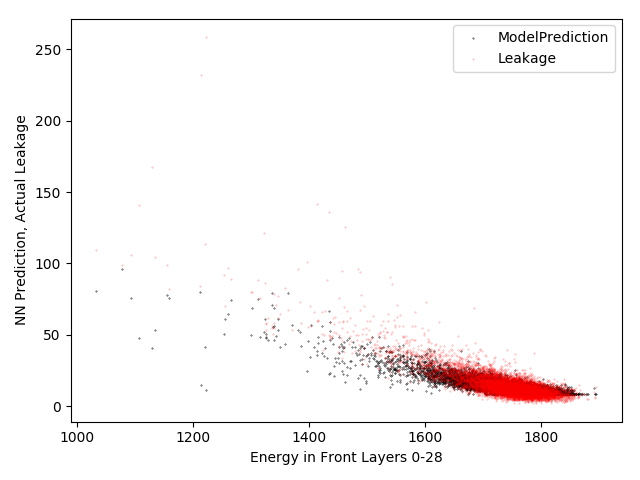 ModelPrediction
Leakage
NN Prediction, Actual Leakage
250
200
150
100
50
0
1000 1200 1400 1600 1800
Energy in Front Layers 0-28